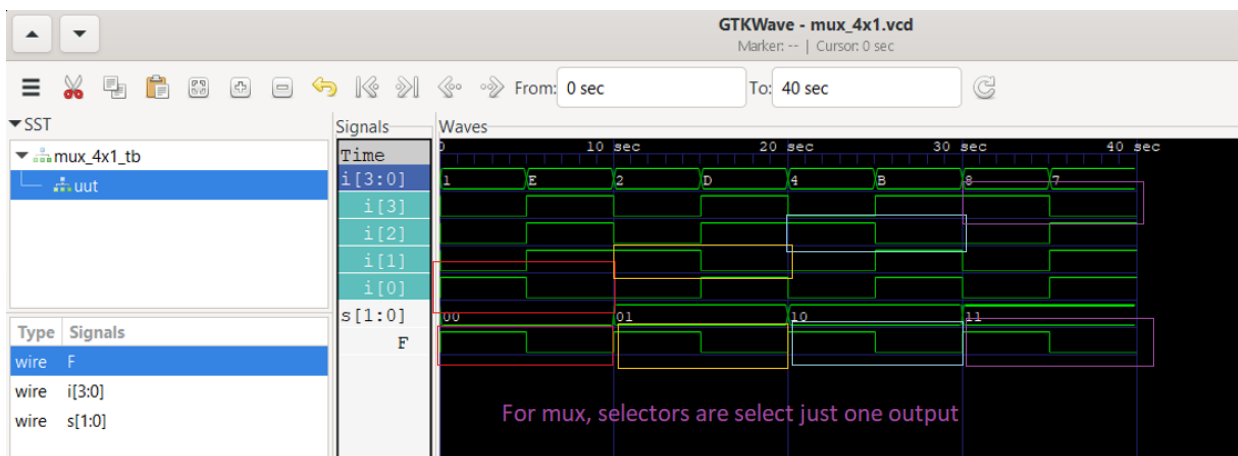 GTKWave - mux_4x1.vcd
Marker: -- | Cursor: 0 sec
From: 0 sec To: 40 sec
SST
mux_4x1_tb
uut
Type Signals
wire F
wire i[3:0]
wire s[1:0]
Signals
Time
i[3:0]
i[3]
i[2]
i[1]
i[0]
s[1:0]
F
Waves
0 10 sec 20 sec 30 sec 40 sec
1 E 2 D 4 B 8 7
00 01 10 11
For mux, selectors are select just one output